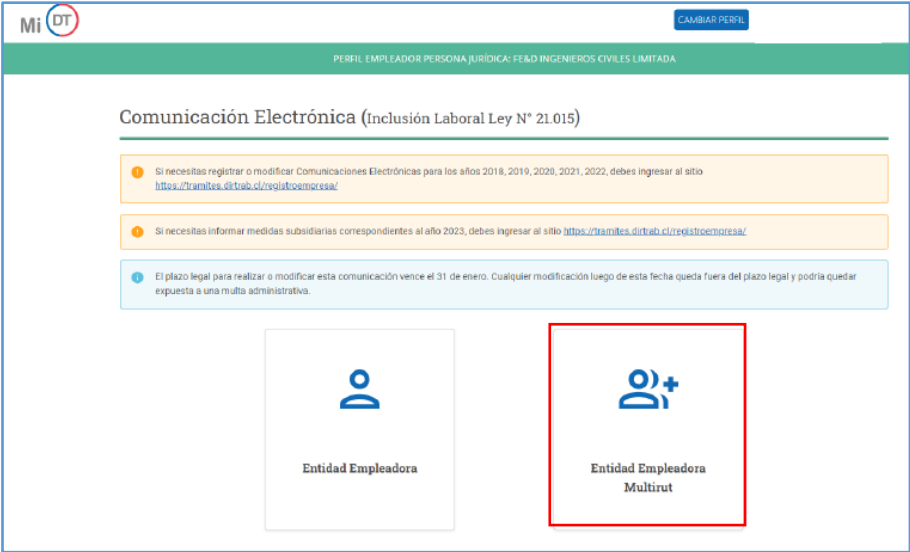 Mi DT
CAMBIAR PERFIL
PERFIL EMPLEADOR PERSONA JURÍDICA: FE&D INGENIEROS CIVILES LIMITADA
Comunicación Electrónica (Inclusión Laboral Ley N° 21.015)
Si necesitas registrar o modificar Comunicaciones Electrónicas para los años 2018, 2019, 2020, 2021, 2022, debes ingresar al sitio
https://tramites.dirtrab.cl/registroempresa/
Si necesitas informar medidas subsidiarias correspondientes al año 2023, debes ingresar al sitio https://tramites.dirtrab.cl/registroempresa/
El plazo legal para realizar o modificar esta comunicación vence el 31 de enero. Cualquier modificación luego de esta fecha queda fuera del plazo legal y podría quedar
expuesta a una multa administrativa.
Entidad Empleadora
Entidad Empleadora
Multirut